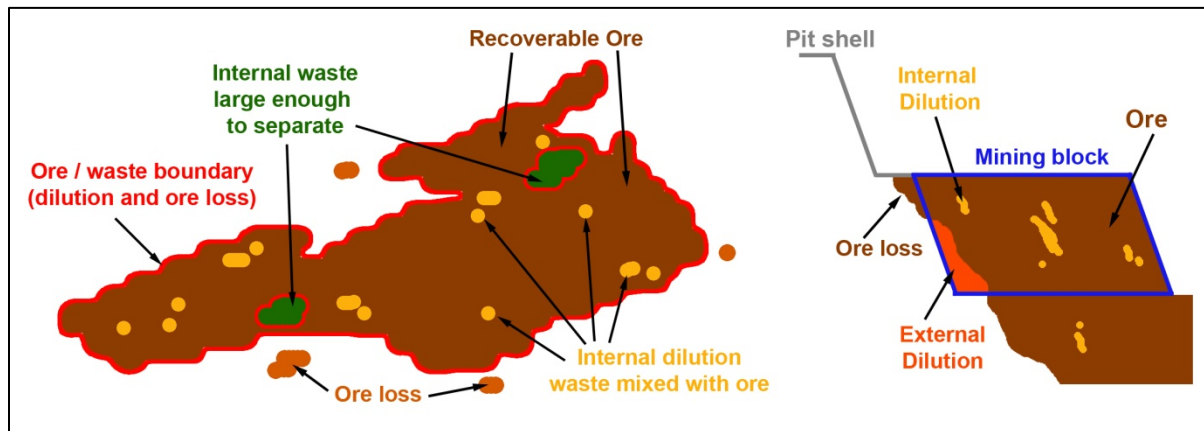 Recoverable Ore
Internal waste
large enough
to separate
Ore / waste boundary
(dilution and ore loss)
Ore loss
Internal dilution
waste mixed with ore
Pit shell
Internal
Dilution
Ore
Mining block
Ore loss
External
Dilution